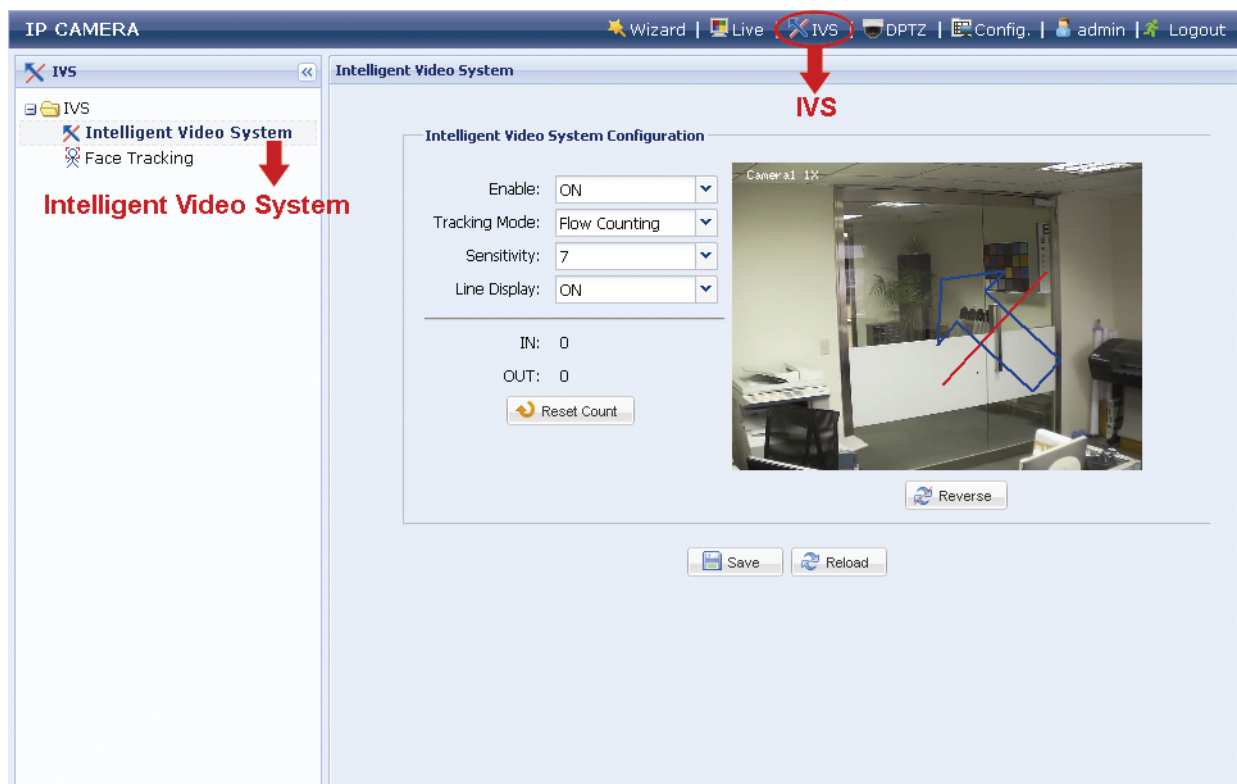 IP CAMERA
Wizard | Live | IVS | DPTZ | Config. | admin | Logout
IVS
Intelligent Video System
IVS
IVS
Intelligent Video System
Face Tracking
Intelligent Video System
Intelligent Video System Configuration
Enable: ON
Tracking Mode: Flow Counting
Sensitivity: 7
Line Display: ON
IN: 0
OUT: 0
Reset Count
Camera1 1X
Reverse
Save
Reload